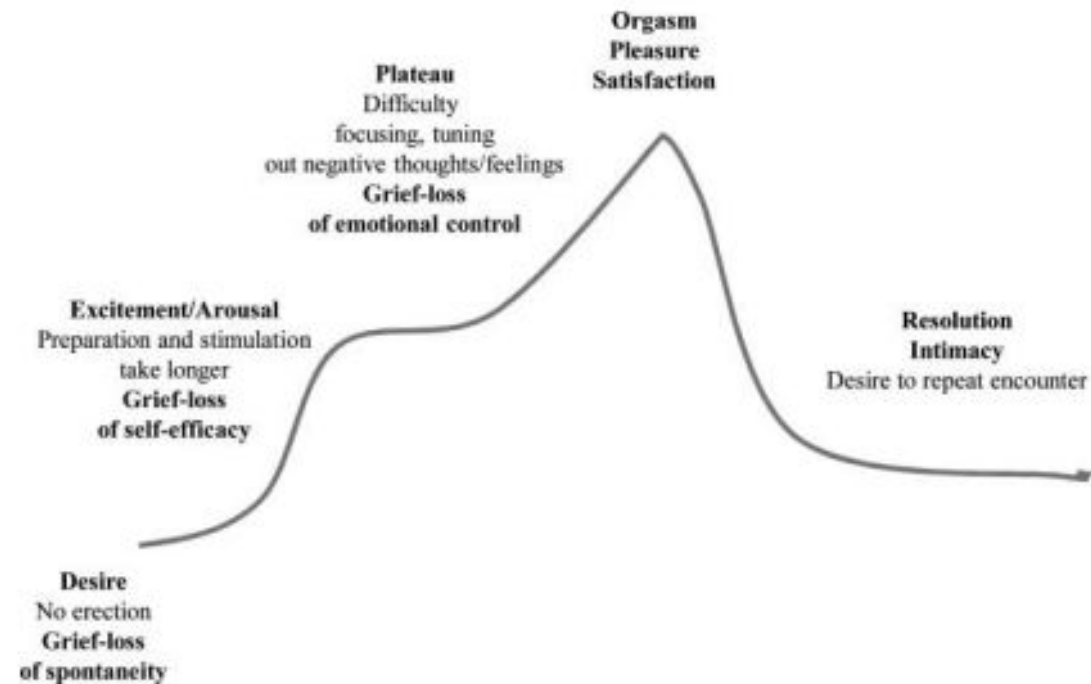 Orgasm
Pleasure
Satisfaction
Plateau
Difficulty
focusing, tuning
out negative thoughts/feelings
Grief-loss
of emotional control
Excitement/Arousal
Preparation and stimulation
take longer
Grief-loss
of self-efficacy
Resolution
Intimacy
Desire to repeat encounter
Desire
No erection
Grief-loss
of spontaneity